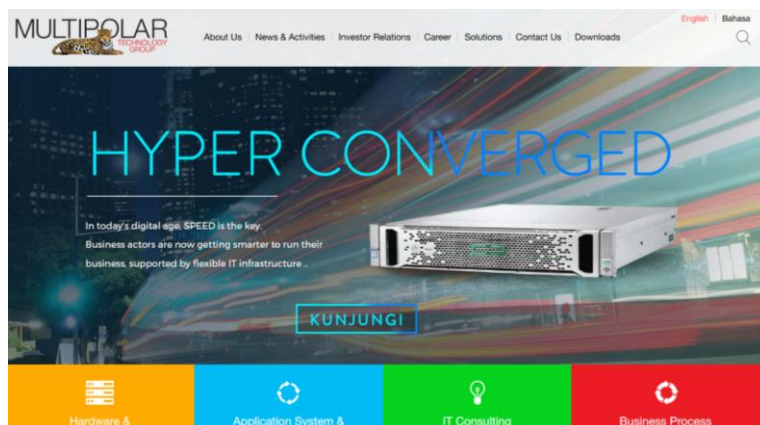 MULTIPOLAR
TECHNOLOGY
GROUP
English
Bahasa
About Us
News & Activities
Investor Relations
Career
Solutions
Contact Us
Downloads
HYPER CONVERGED
In today's digital age, SPEED is the key.
Business actors are now getting smarter to run their
business, supported by flexible IT infrastructure ..
KUNJUNGI
Hardware &
Application System &
IT Consulting
Business Process